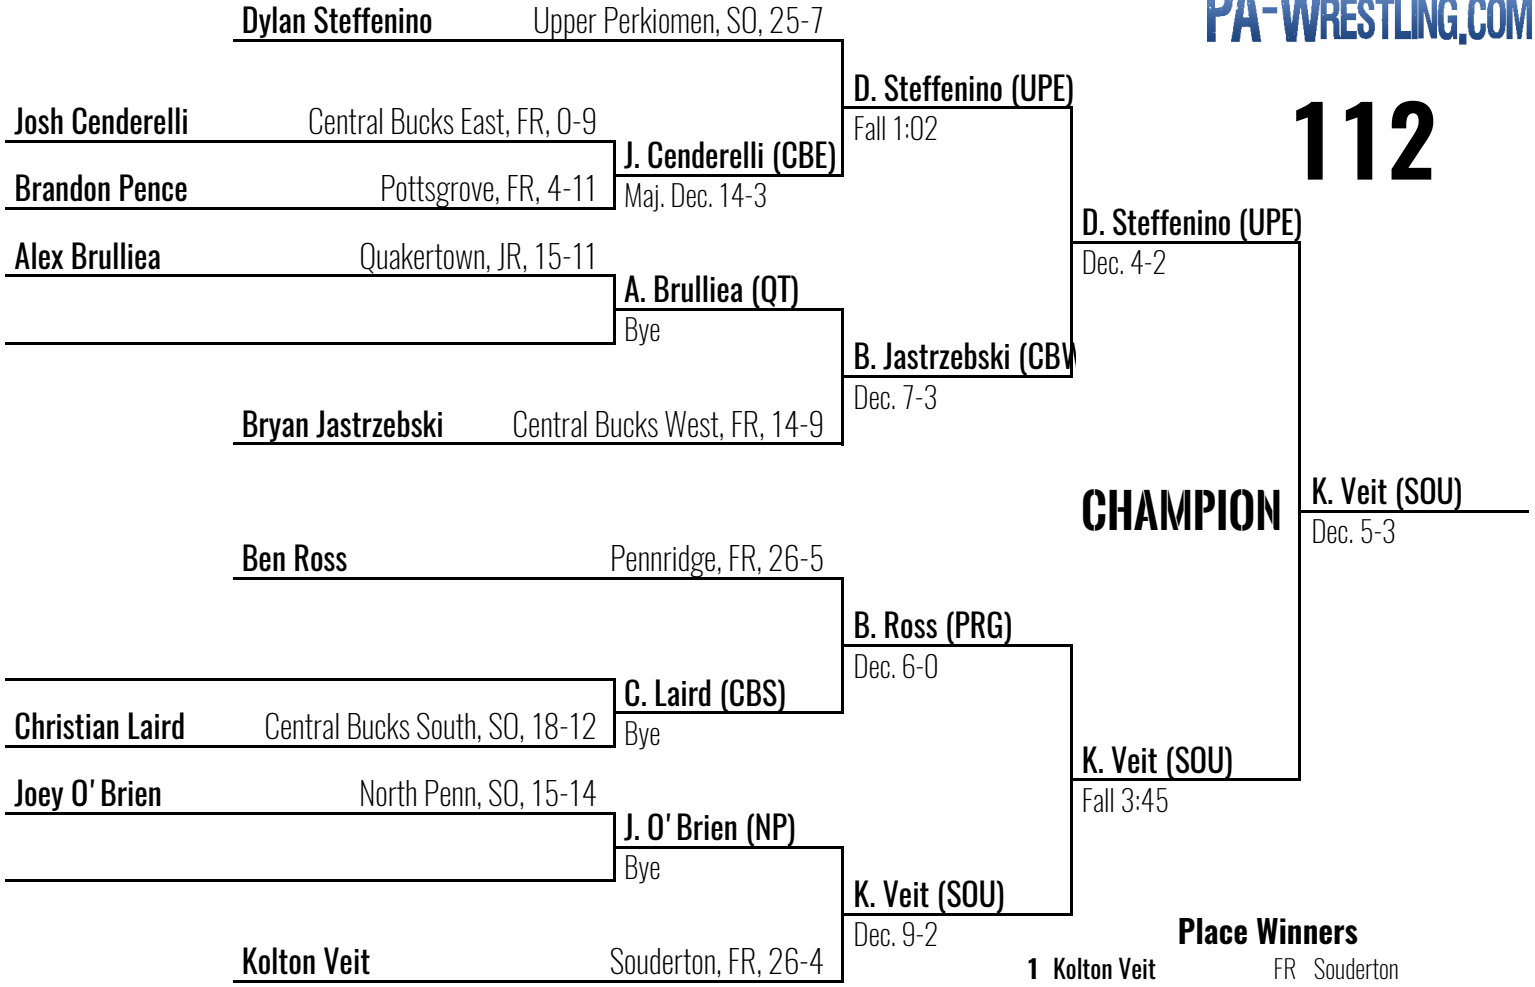 PA-WRESTLING.COM
112
Dylan Steffenino Upper Perkiomen, SO, 25-7
D. Steffenino (UPE)
Fall 1:02
Josh Cenderelli Central Bucks East, FR, 0-9
J. Cenderelli (CBE)
Maj. Dec. 14-3
Brandon Pence Pottsgrove, FR, 4-11
D. Steffenino (UPE)
Dec. 4-2
Alex Brulliea Quakertown, JR, 15-11
A. Brulliea (QT)
Bye
B. Jastrzebski (CBW
Dec. 7-3
Bryan Jastrzebski Central Bucks West, FR, 14-9
CHAMPION
K. Veit (SOU)
Dec. 5-3
Ben Ross Pennridge, FR, 26-5
B. Ross (PRG)
Dec. 6-0
C. Laird (CBS)
Bye
Christian Laird Central Bucks South, SO, 18-12
K. Veit (SOU)
Fall 3:45
Joey O'Brien North Penn, SO, 15-14
J. O'Brien (NP)
Bye
K. Veit (SOU)
Dec. 9-2
Kolton Veit Souderton, FR, 26-4
Place Winners
1 Kolton Veit FR Souderton